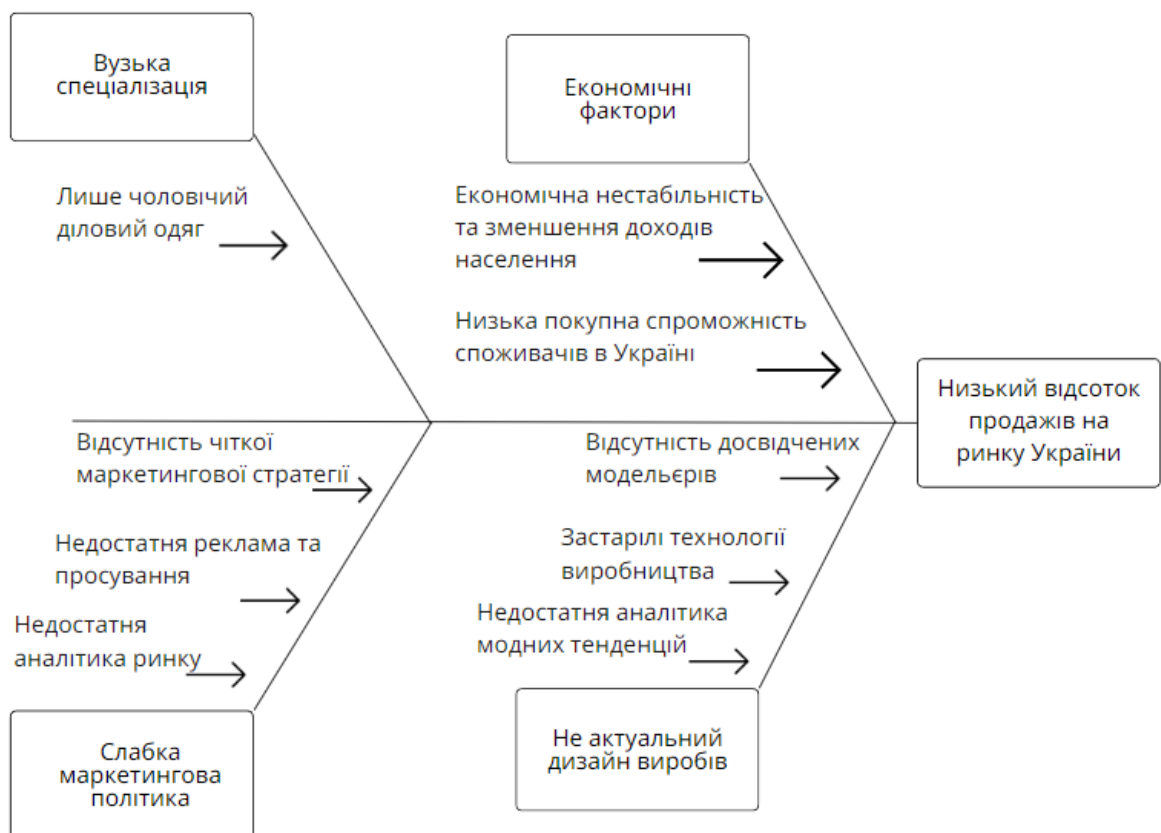 Вузька
спеціалізація
Економічні
фактори
Лише чоловічий
діловий одяг
Економічна нестабільність
та зменшення доходів
населення
Низька покупна спроможність
споживачів в Україні
Низький відсоток
продажів на
ринку України
Відсутність чіткої
маркетингової стратегії
Недостатня реклама та
просування
Недостатня
аналітика ринку
Відсутність досвідчених
модельєрів
Застарілі технології
виробництва
Недостатня аналітика
модних тенденцій
Слабка
маркетингова
політика
Не актуальний
дизайн виробів